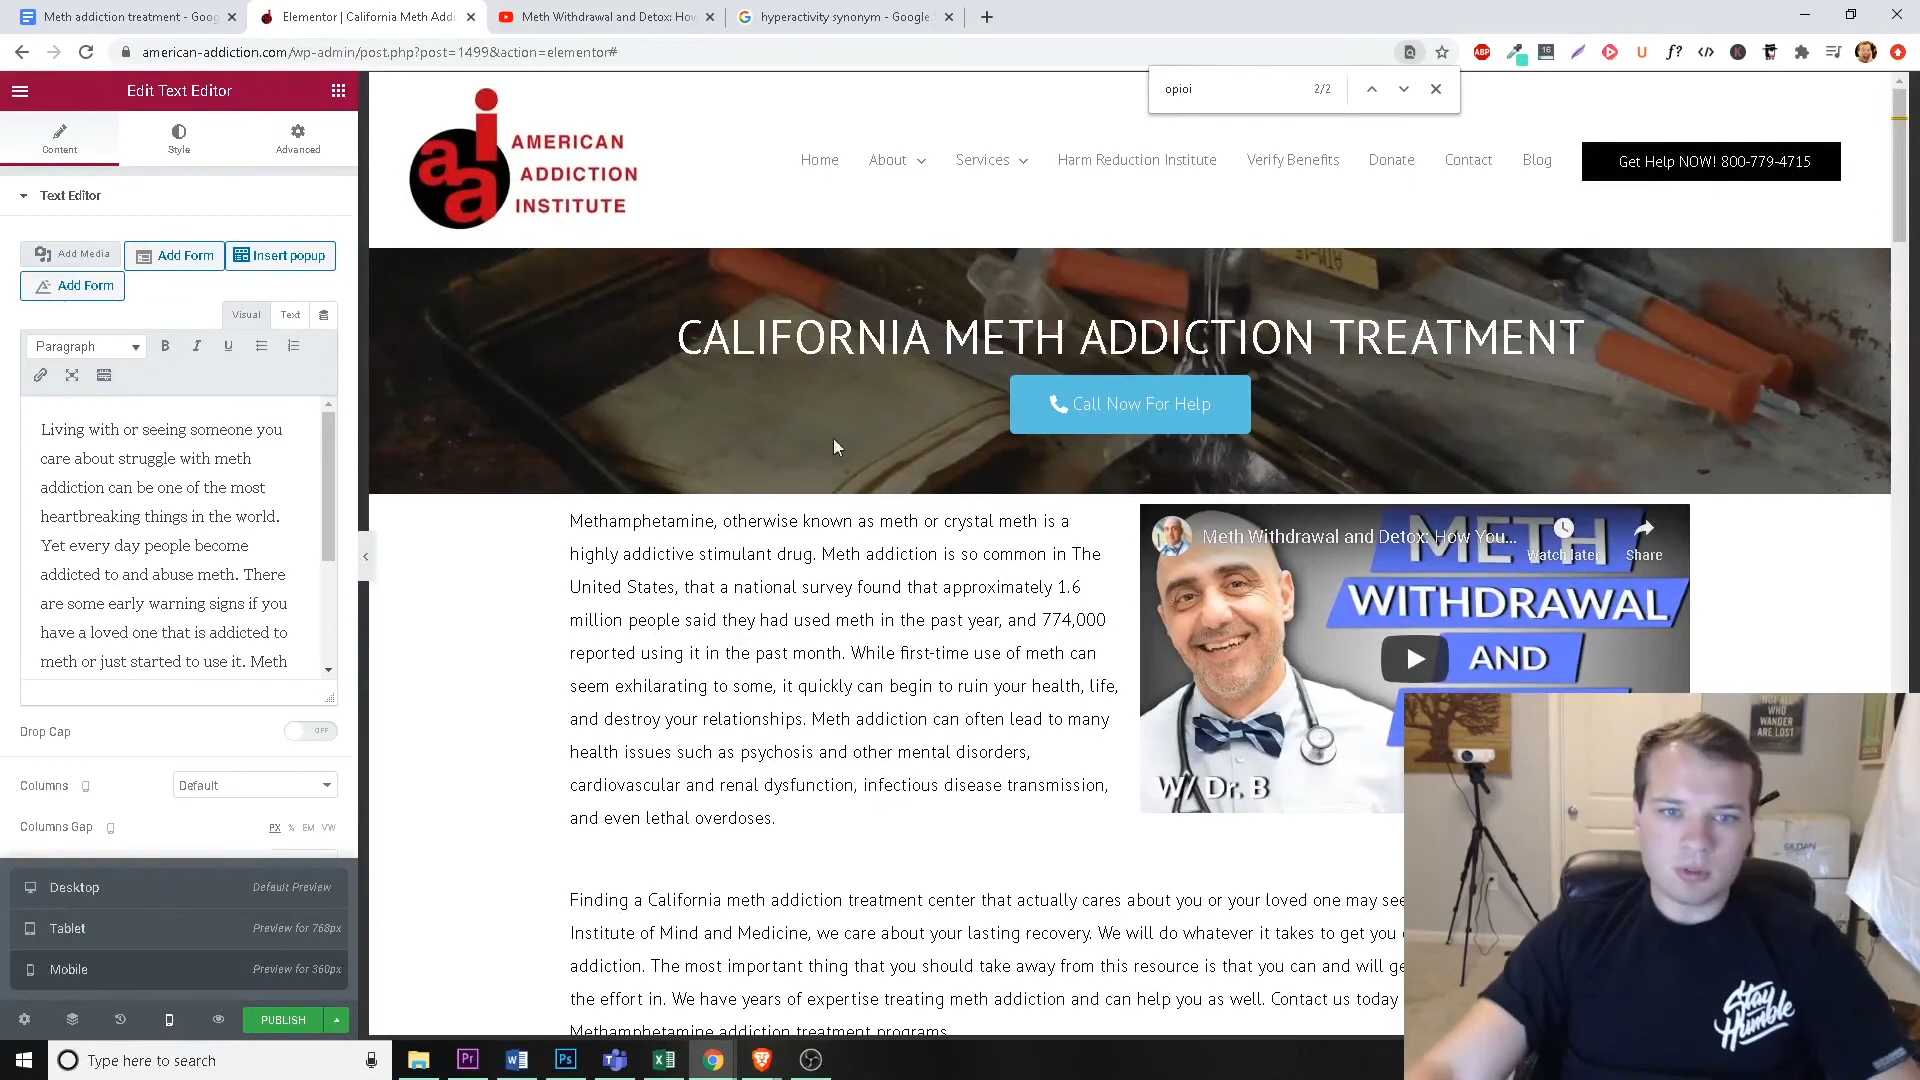 Meth addiction treatment - Goog
Elementor | California Meth Addi
Meth Withdrawal and Detox: How
hyperactivity synonym - Google
american-addiction.com/wp-admin/post.php?post=1499&action=elementor#
opioi
2/2
Edit Text Editor
Content
Style
Advanced
Text Editor
Add Media
Add Form
Insert popup
Add Form
Visual
Text
Paragraph
B I U
Living with or seeing someone you
care about struggle with meth
addiction can be one of the most
heartbreaking things in the world.
Yet every day people become
addicted to and abuse meth. There
are some early warning signs if you
have a loved one that is addicted to
meth or just started to use it. Meth
Drop Cap
OFF
Columns
Default
Columns Gap
PX % EM VW
Desktop
Default Preview
Tablet
Preview for 768px
Mobile
Preview for 360px
PUBLISH
aai
AMERICAN
ADDICTION
INSTITUTE
Home
About
Services
Harm Reduction Institute
Verify Benefits
Donate
Contact
Blog
Get Help NOW! 800-779-4715
CALIFORNIA METH ADDICTION TREATMENT
Call Now For Help
Methamphetamine, otherwise known as meth or crystal meth is a
highly addictive stimulant drug. Meth addiction is so common in The
United States, that a national survey found that approximately 1.6
million people said they had used meth in the past year, and 774,000
reported using it in the past month. While first-time use of meth can
seem exhilarating to some, it quickly can begin to ruin your health, life,
and destroy your relationships. Meth addiction can often lead to many
health issues such as psychosis and other mental disorders,
cardiovascular and renal dysfunction, infectious disease transmission,
and even lethal overdoses.
Meth Withdrawal and Detox: How You...
Watch later
Share
METH
WITHDRAWAL
AND
W/ Dr. B
Finding a California meth addiction treatment center that actually cares about you or your loved one may see
Institute of Mind and Medicine, we care about your lasting recovery. We will do whatever it takes to get you
addiction. The most important thing that you should take away from this resource is that you can and will ge
the effort in. We have years of expertise treating meth addiction and can help you as well. Contact us today
Methamphetamine addiction treatment programs.
NOT ALL
WHO
WANDER
ARE LOST
GILDAN
Stay
Humble
Type here to search